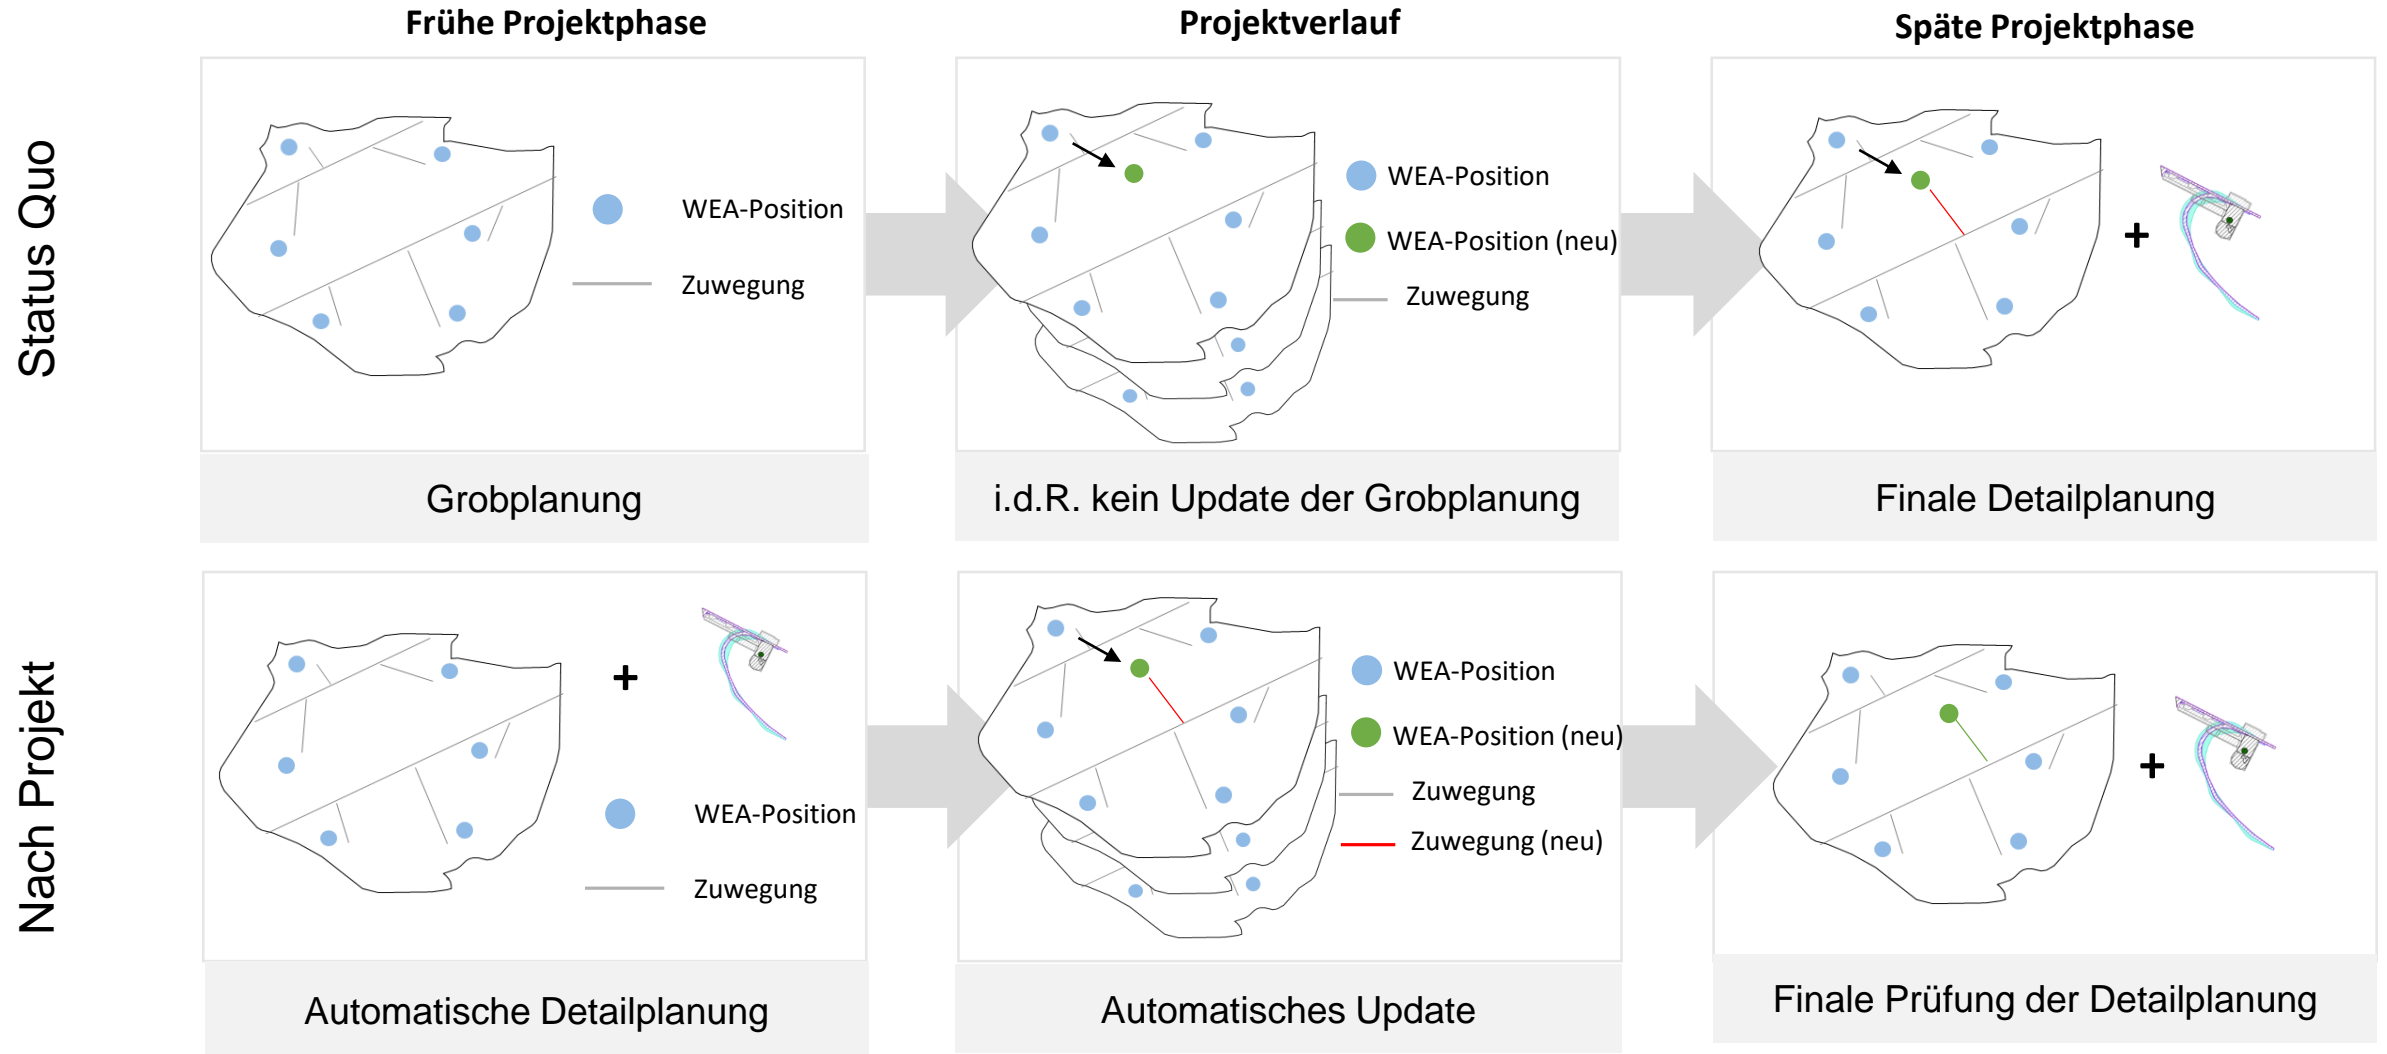 Frühe Projektphase
Projektverlauf
Späte Projektphase
Status Quo
WEA-Position
Zuwegung
WEA-Position
WEA-Position (neu)
Zuwegung
+
Grobplanung
i.d.R. kein Update der Grobplanung
Finale Detailplanung
Nach Projekt
+
WEA-Position
Zuwegung
WEA-Position
WEA-Position (neu)
Zuwegung
Zuwegung (neu)
+
Automatische Detailplanung
Automatisches Update
Finale Prüfung der Detailplanung